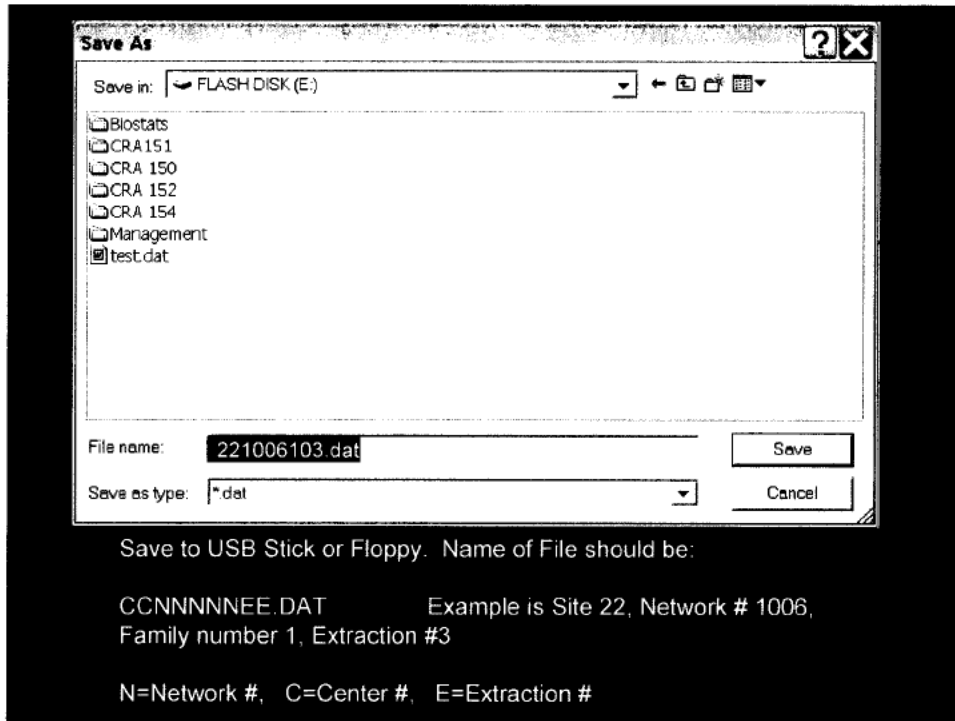 Save As
Save in: FLASH DISK (E:)
Biostats
CRA151
CRA 150
CRA 152
CRA 154
Management
test.dat
File name: 221006103.dat
Save
Save as type: *.dat
Cancel
Save to USB Stick or Floppy. Name of File should be:
CCNNNNNEE.DAT Example is Site 22, Network # 1006,
Family number 1, Extraction #3
N=Network #, C=Center #, E=Extraction #